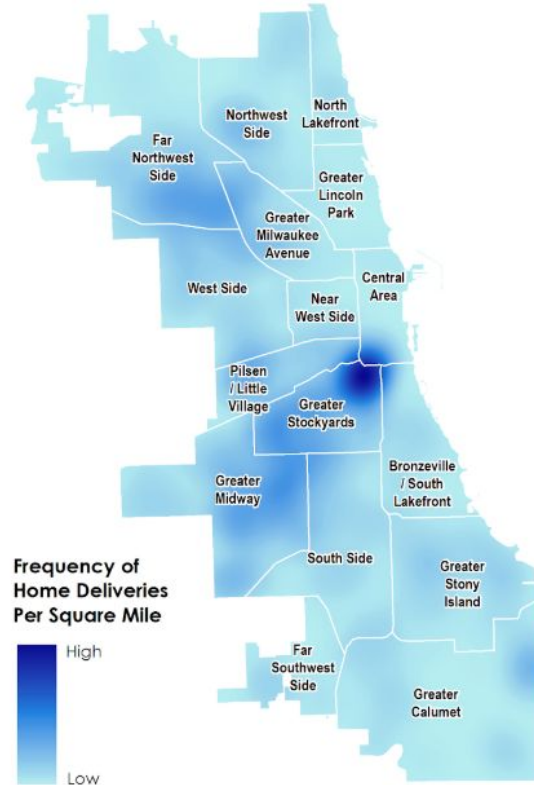 North
Lakefront
Northwest
Side
Far
Northwest
Side
Greater
Lincoln
Park
Greater
Milwaukee
Avenue
West Side
Central
Area
Near
West Side
Pilsen
/ Little
Village
Greater
Stockyards
Bronzeville
/ South
Lakefront
Greater
Midway
South Side
Greater
Stony
Island
Far
Southwest
Side
Greater
Calumet
Frequency of
Home Deliveries
Per Square Mile
High
Low